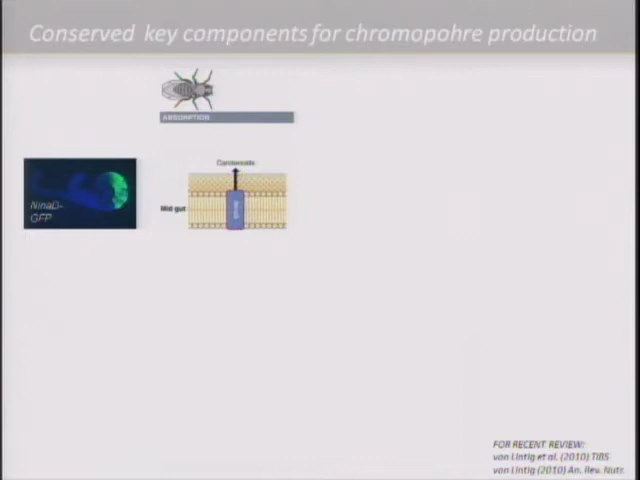 Conserved key components for chromopohre production
ABSORPTION
Carotenoids
NinaD-
GFP
Mid gut
FOR RECENT REVIEW:
von Lintig et al. (2010) TIBS
von Lintig (2010) An. Rev. Nutr.